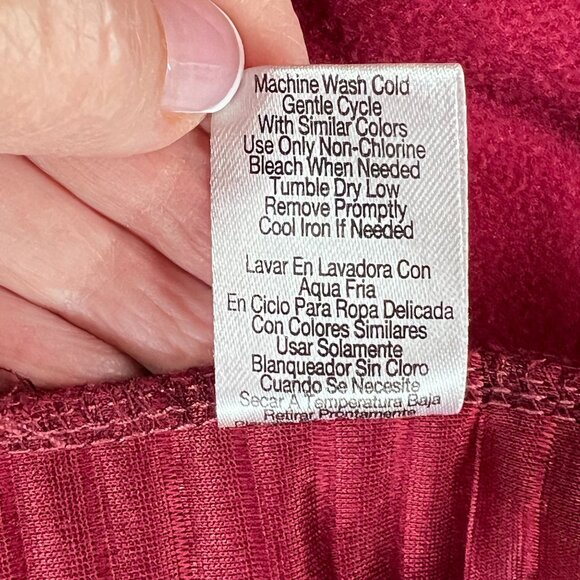 Machine Wash Cold
Gentle Cycle
With Similar Colors
Use Only Non-Chlorine
Bleach When Needed
Tumble Dry Low
Remove Promptly
Cool Iron If Needed
Lavar En Lavadora Con
Aqua Fria
En Ciclo Para Ropa Delicada
Con Colores Similares
Usar Solamente
Blanqueador Sin Cloro
Cuando Se Necesite
Secar A Temperatura Baja
Retirar Prontamente